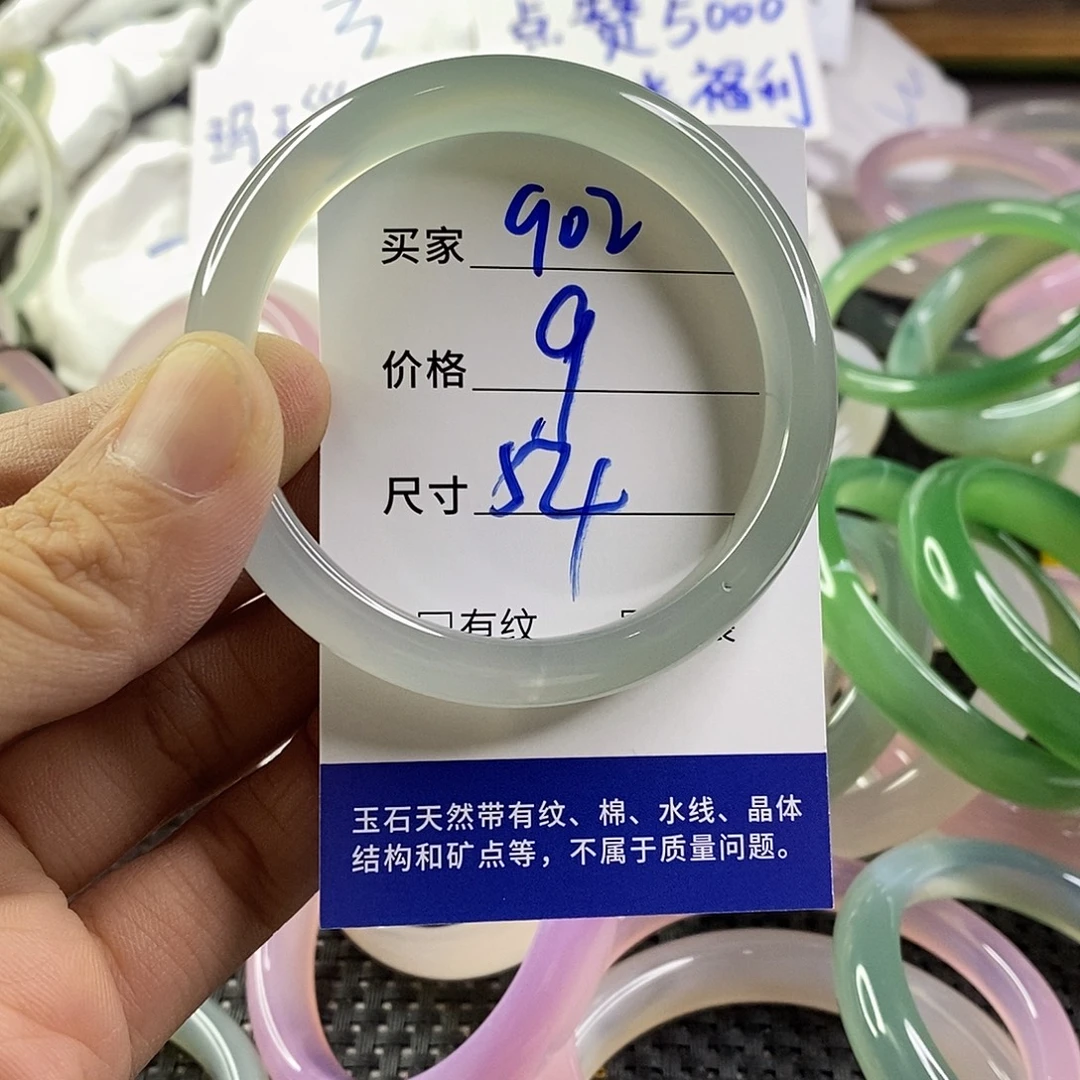 点赞5000
福利
玛
买家 902
价格 9
尺寸 54
□有纹
玉石天然带有纹、棉、水线、晶体
结构和矿点等，不属于质量问题。